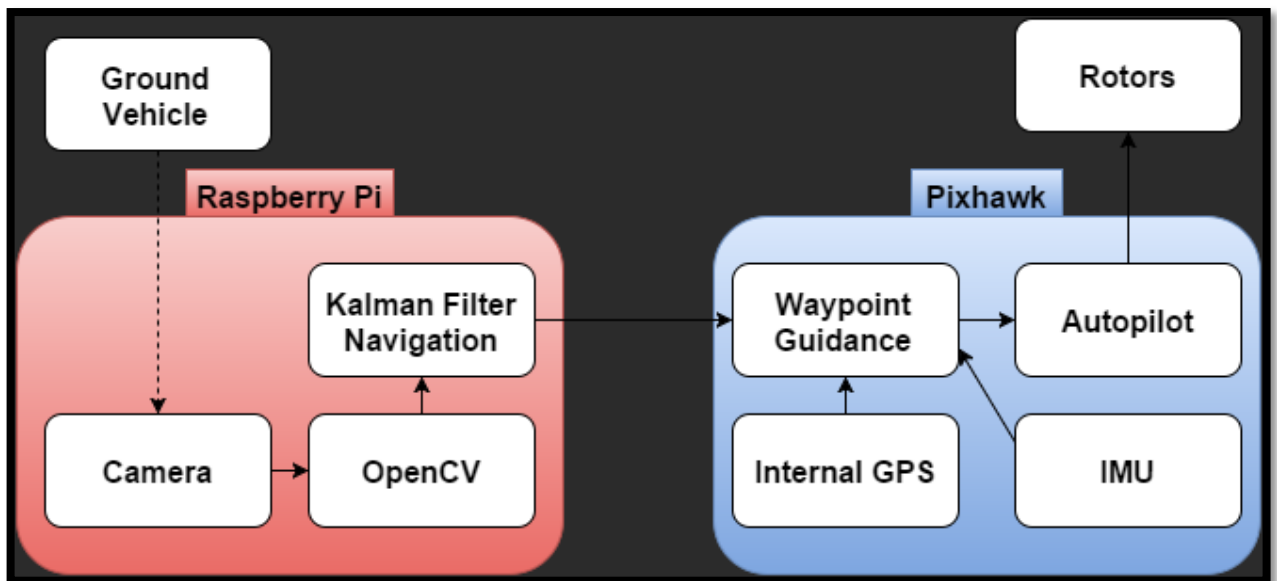 Ground
Vehicle
Rotors
Raspberry Pi
Pixhawk
Kalman Filter
Navigation
Waypoint
Guidance
Autopilot
Camera
OpenCV
Internal GPS
IMU